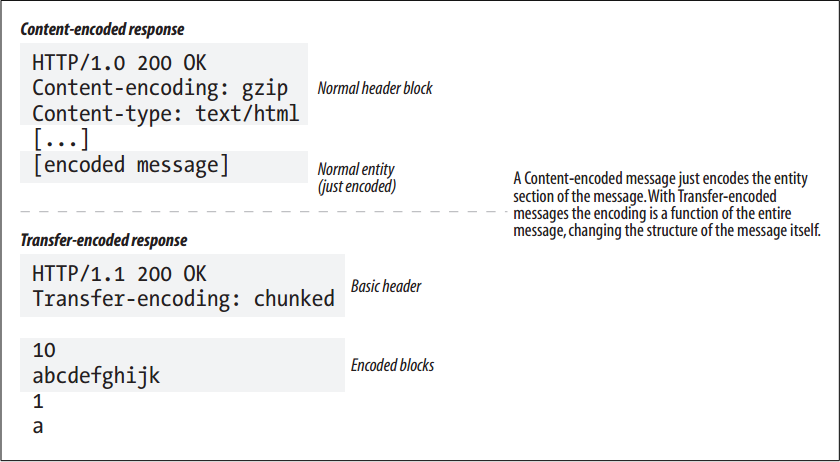 Content-encoded response
HTTP/1.0 200 OK
Content-encoding: gzip
Content-type: text/html
Normal header block
[...]
[encoded message]
Normal entity
(just encoded)
A Content-encoded message just encodes the entity
section of the message. With Transfer-encoded
messages the encoding is a function of the entire
message, changing the structure of the message itself.
Transfer-encoded response
HTTP/1.1 200 OK
Transfer-encoding: chunked
Basic header
10
abcdefghijk
Encoded blocks
1
a